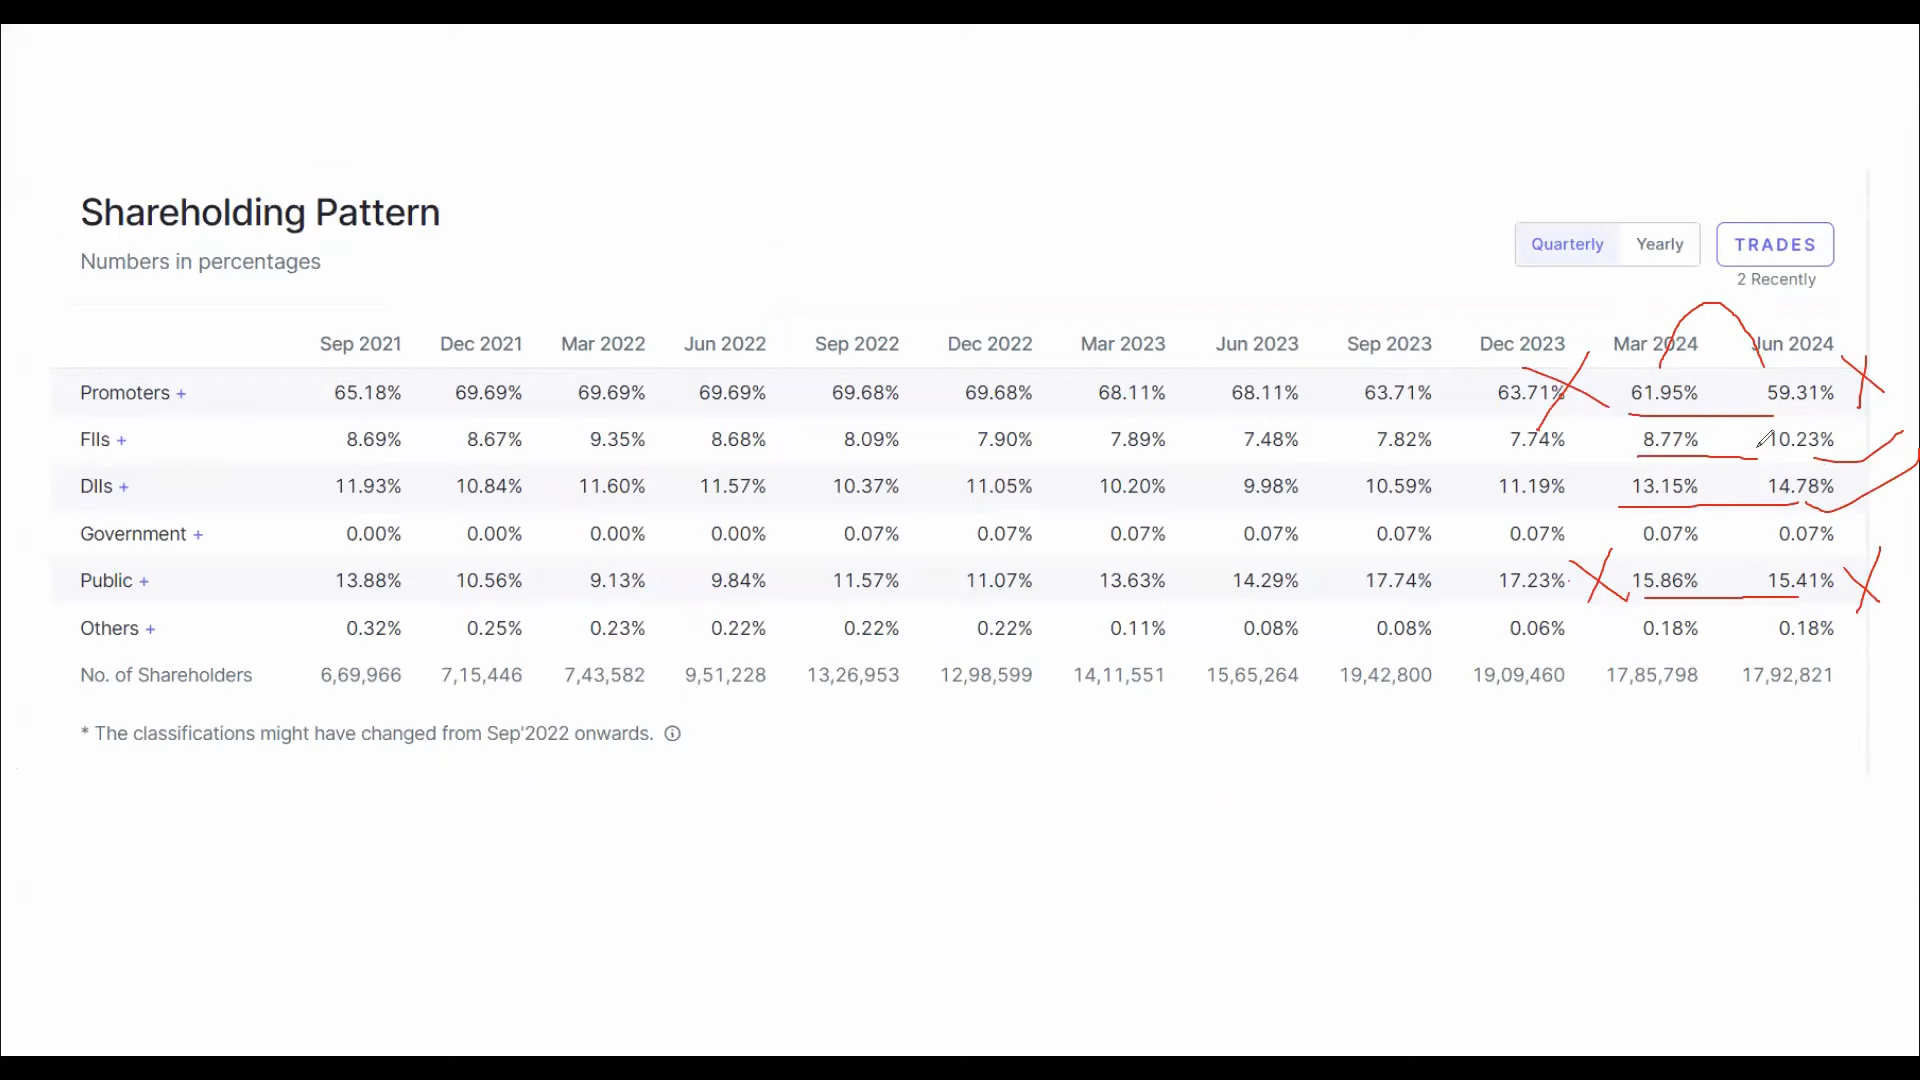 Shareholding Pattern
Numbers in percentages
Quarterly Yearly TRADES
2 Recently
Sep 2021 Dec 2021 Mar 2022 Jun 2022 Sep 2022 Dec 2022 Mar 2023 Jun 2023 Sep 2023 Dec 2023 Mar 2024 Jun 2024
Promoters + 65.18% 69.69% 69.69% 69.69% 69.68% 69.68% 68.11% 68.11% 63.71% 63.71% 61.95% 59.31%
FIIs + 8.69% 8.67% 9.35% 8.68% 8.09% 7.90% 7.89% 7.48% 7.82% 7.74% 8.77% 10.23%
DIIs + 11.93% 10.84% 11.60% 11.57% 10.37% 11.05% 10.20% 9.98% 10.59% 11.19% 13.15% 14.78%
Government + 0.00% 0.00% 0.00% 0.00% 0.07% 0.07% 0.07% 0.07% 0.07% 0.07% 0.07% 0.07%
Public + 13.88% 10.56% 9.13% 9.84% 11.57% 11.07% 13.63% 14.29% 17.74% 17.23% 15.86% 15.41%
Others + 0.32% 0.25% 0.23% 0.22% 0.22% 0.22% 0.11% 0.08% 0.08% 0.06% 0.18% 0.18%
No. of Shareholders 6,69,966 7,15,446 7,43,582 9,51,228 13,26,953 12,98,599 14,11,551 15,65,264 19,42,800 19,09,460 17,85,798 17,92,821
* The classifications might have changed from Sep'2022 onwards.